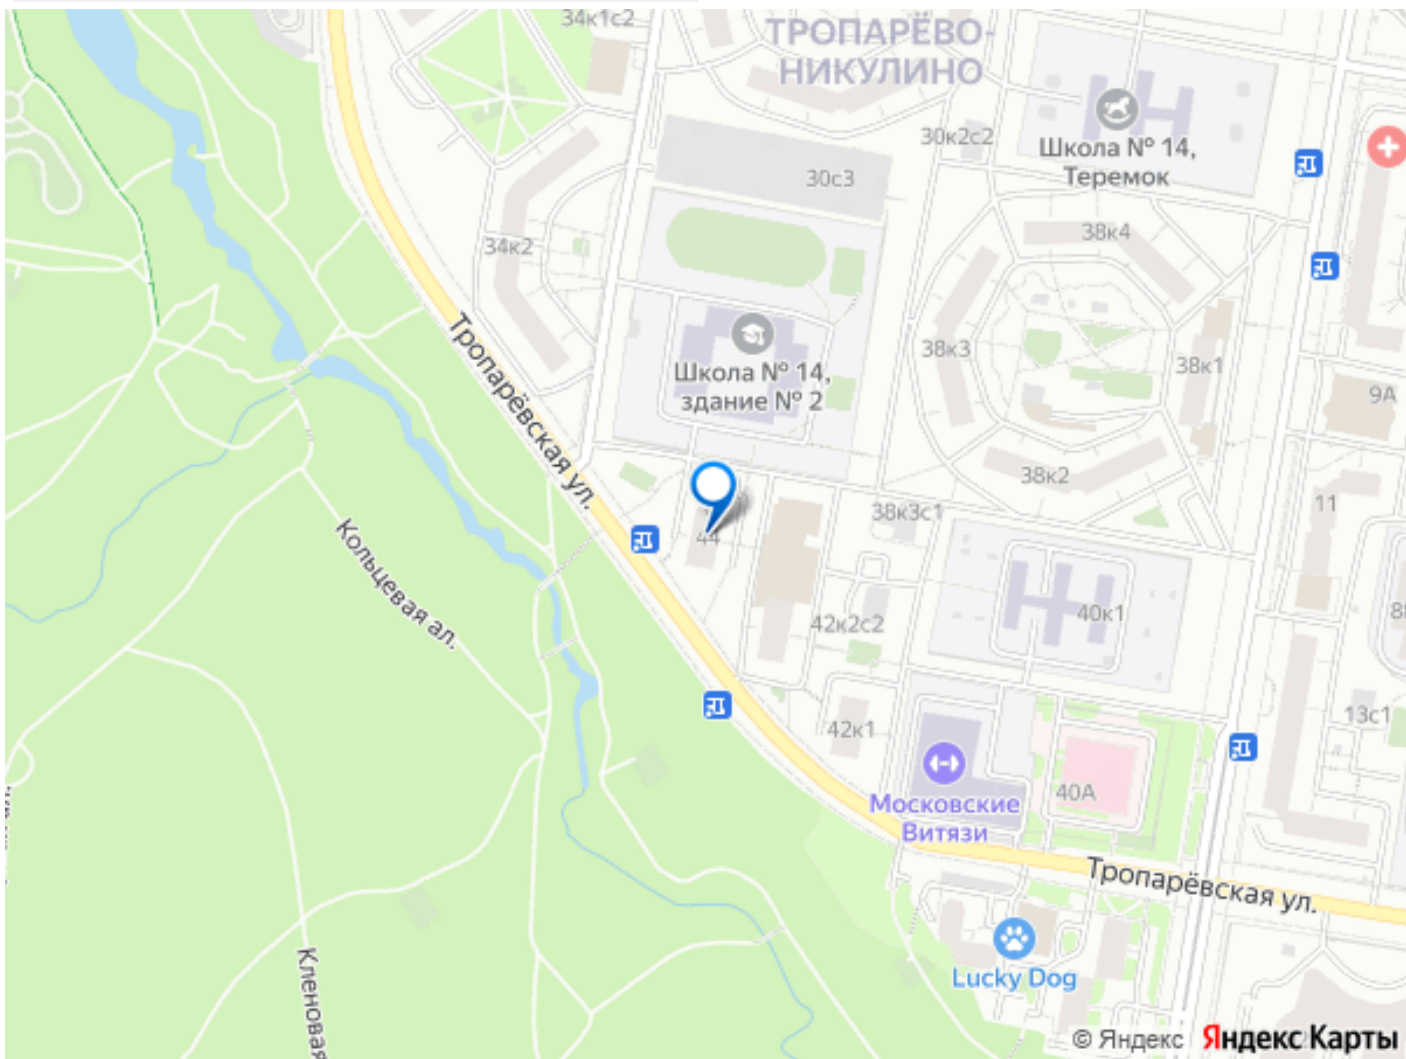 34к1с2
ТРОПАРЁВО-
НИКУЛИНО
30к2с2
Школа № 14,
Теремок
30с3
38к4
34к2
Тропарёвская ул.
Школа № 14,
здание № 2
38к3
38к1
9А
38к2
11
38к3с1
44
Кольцевая ал.
42к2с2
40к1
13с1
42к1
Московские
Витязи
40А
Тропарёвская ул.
Lucky Dog
Кленовая
© Яндекс Яндекс Карты